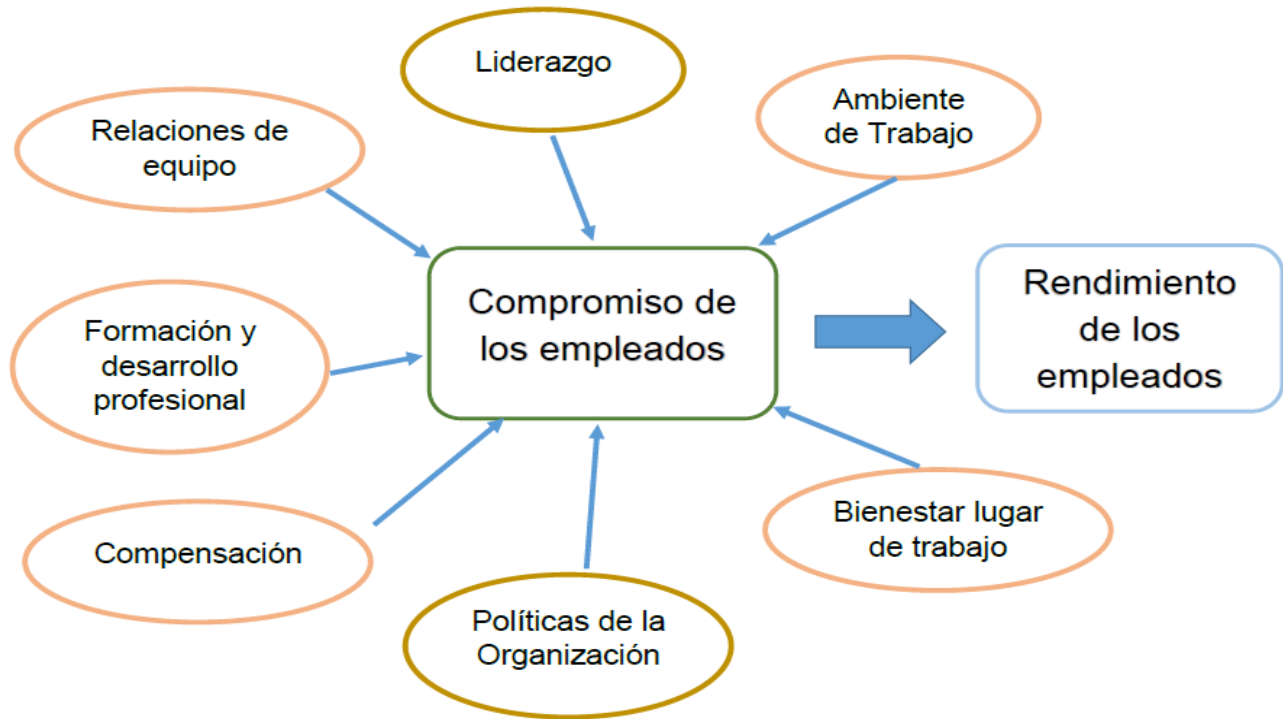 Liderazgo
Ambiente
de Trabajo
Relaciones de
equipo
Compromiso de
los empleados
Rendimiento
de los
empleados
Formación y
desarrollo
profesional
Compensación
Bienestar lugar
de trabajo
Políticas de la
Organización